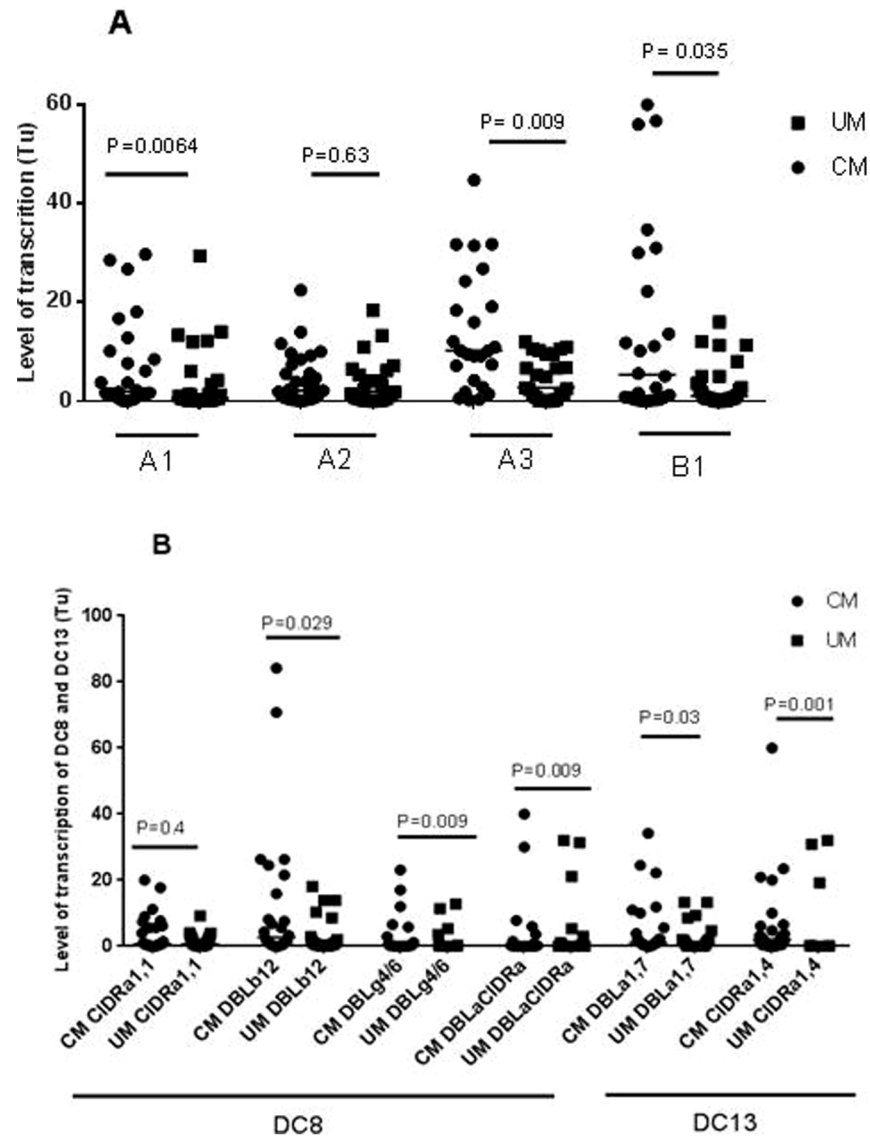 A
P= 0.035
60
P=0.0064
P=0.63
P= 0.009
UM
CM
Level of transcrition (Tu)
40
20
0
A1
A2
A3
B1
B
CM
UM
Level of transcription of DC8 and DC13 (Tu)
100
80
60
40
20
0
P=0.4
P=0.029
P=0.009
P=0.009
P=0.03
P=0.001
CM CIDRa1,1
UM CIDRa1,1
CM DBLb12
UM DBLb12
CM DBLg4/6
UM DBLg4/6
CM DBLaCIDRa
UM DBLaCIDRa
CM DBLa1,7
UM DBLa1,7
CM CIDRa1,4
UM CIDRa1,4
DC8
DC13